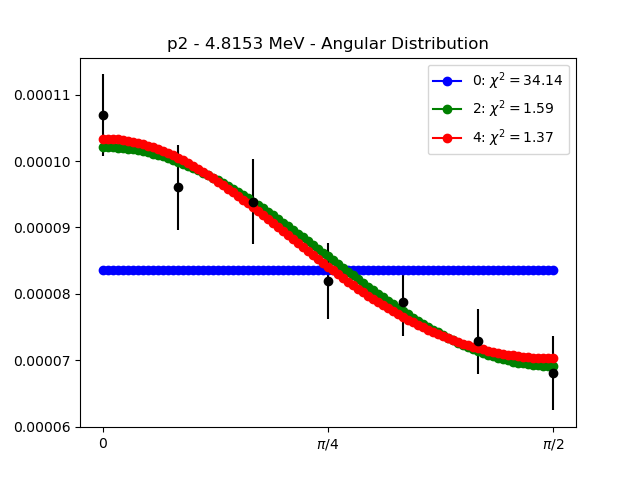 p2 - 4.8153 MeV - Angular Distribution
0: χ² = 34.14
2: χ² = 1.59
4: χ² = 1.37
0.00011
0.00010
0.00009
0.00008
0.00007
0.00006
0 π/4 π/2